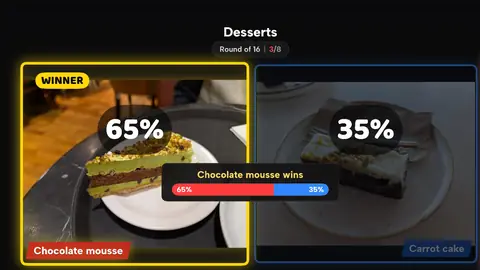 Desserts
Round of 16 | 3/8
WINNER
65%
35%
Chocolate mousse wins
65%
35%
Chocolate mousse
Carrot cake